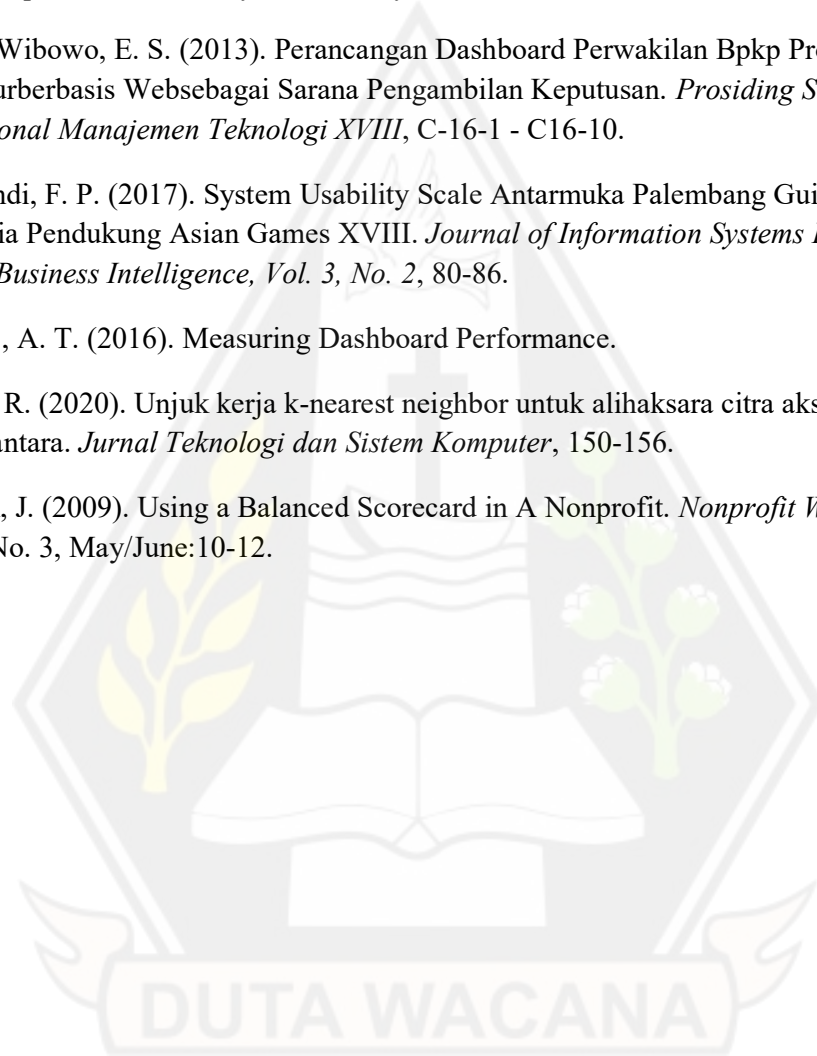 Wibowo, E. S. (2013). Perancangan Dashboard Perwakilan Bpkp
urberbasis Websebagai Sarana Pengambilan Keputusan. Prosiding
onal Manajemen Teknologi XVIII, C-16-1 - C16-10.
ndi, F. P. (2017). System Usability Scale Antarmuka Palembang
ia Pendukung Asian Games XVIII. Journal of Information Systems
Business Intelligence, Vol. 3, No. 2, 80-86.
, A. T. (2016). Measuring Dashboard Performance.
R. (2020). Unjuk kerja k-nearest neighbor untuk alihaksara citra
antara. Jurnal Teknologi dan Sistem Komputer, 150-156.
, J. (2009). Using a Balanced Scorecard in A Nonprofit. Nonprofit
No. 3, May/June:10-12.
DUTA WACANA